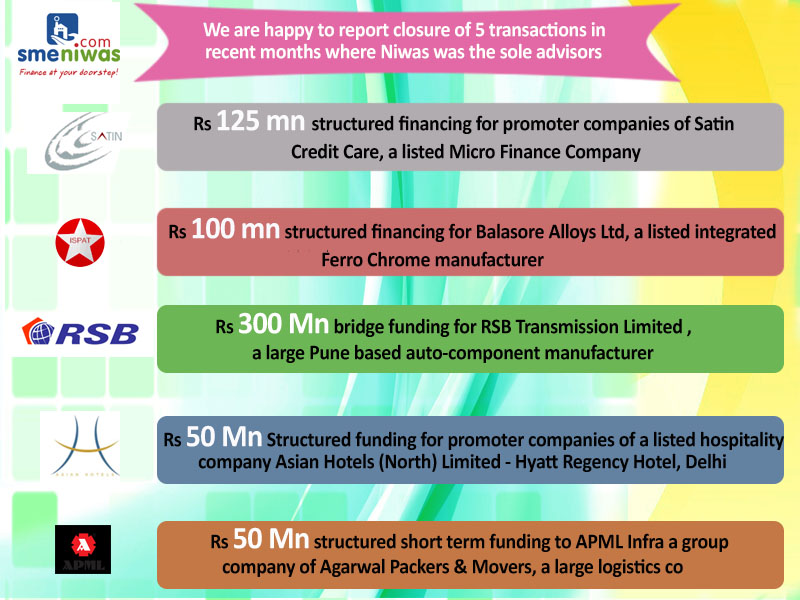 .com
smeniwas
Finance at your doorstep!
We are happy to report closure of 5 transactions in
recent months where Niwas was the sole advisors
SATIN
Rs 125 mn structured financing for promoter companies of Satin
Credit Care, a listed Micro Finance Company
ISPAT
Rs 100 mn structured financing for Balasore Alloys Ltd, a listed integrated
Ferro Chrome manufacturer
RSB
Rs 300 Mn bridge funding for RSB Transmission Limited ,
a large Pune based auto-component manufacturer
ASIAN HOTELS
Rs 50 Mn Structured funding for promoter companies of a listed hospitality
company Asian Hotels (North) Limited - Hyatt Regency Hotel, Delhi
APML
Rs 50 Mn structured short term funding to APML Infra a group
company of Agarwal Packers & Movers, a large logistics co